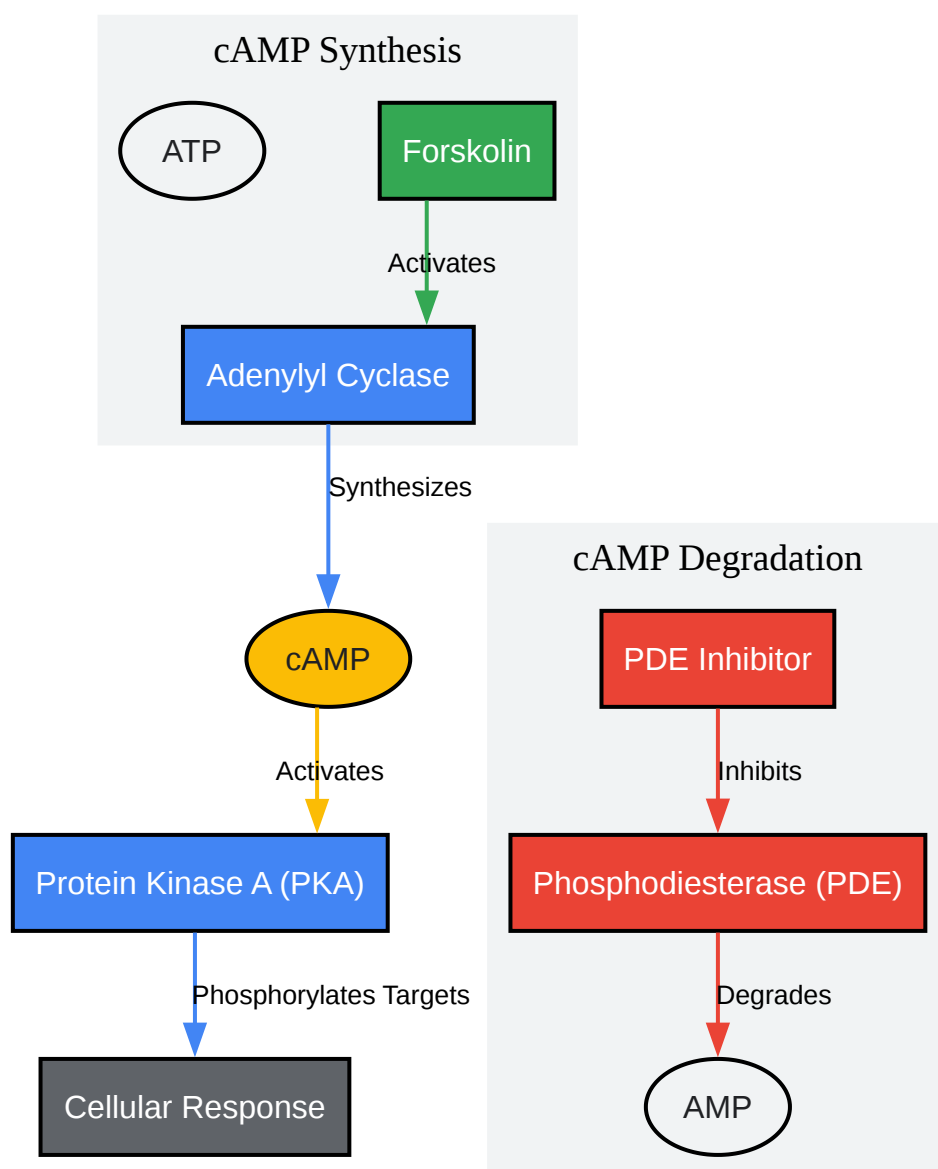 cAMP Synthesis
ATP
Forskolin
Activates
Adenylyl Cyclase
Synthesizes
cAMP
Activates
Protein Kinase A (PKA)
Phosphorylates Targets
Cellular Response
cAMP Degradation
PDE Inhibitor
Inhibits
Phosphodiesterase (PDE)
Degrades
AMP